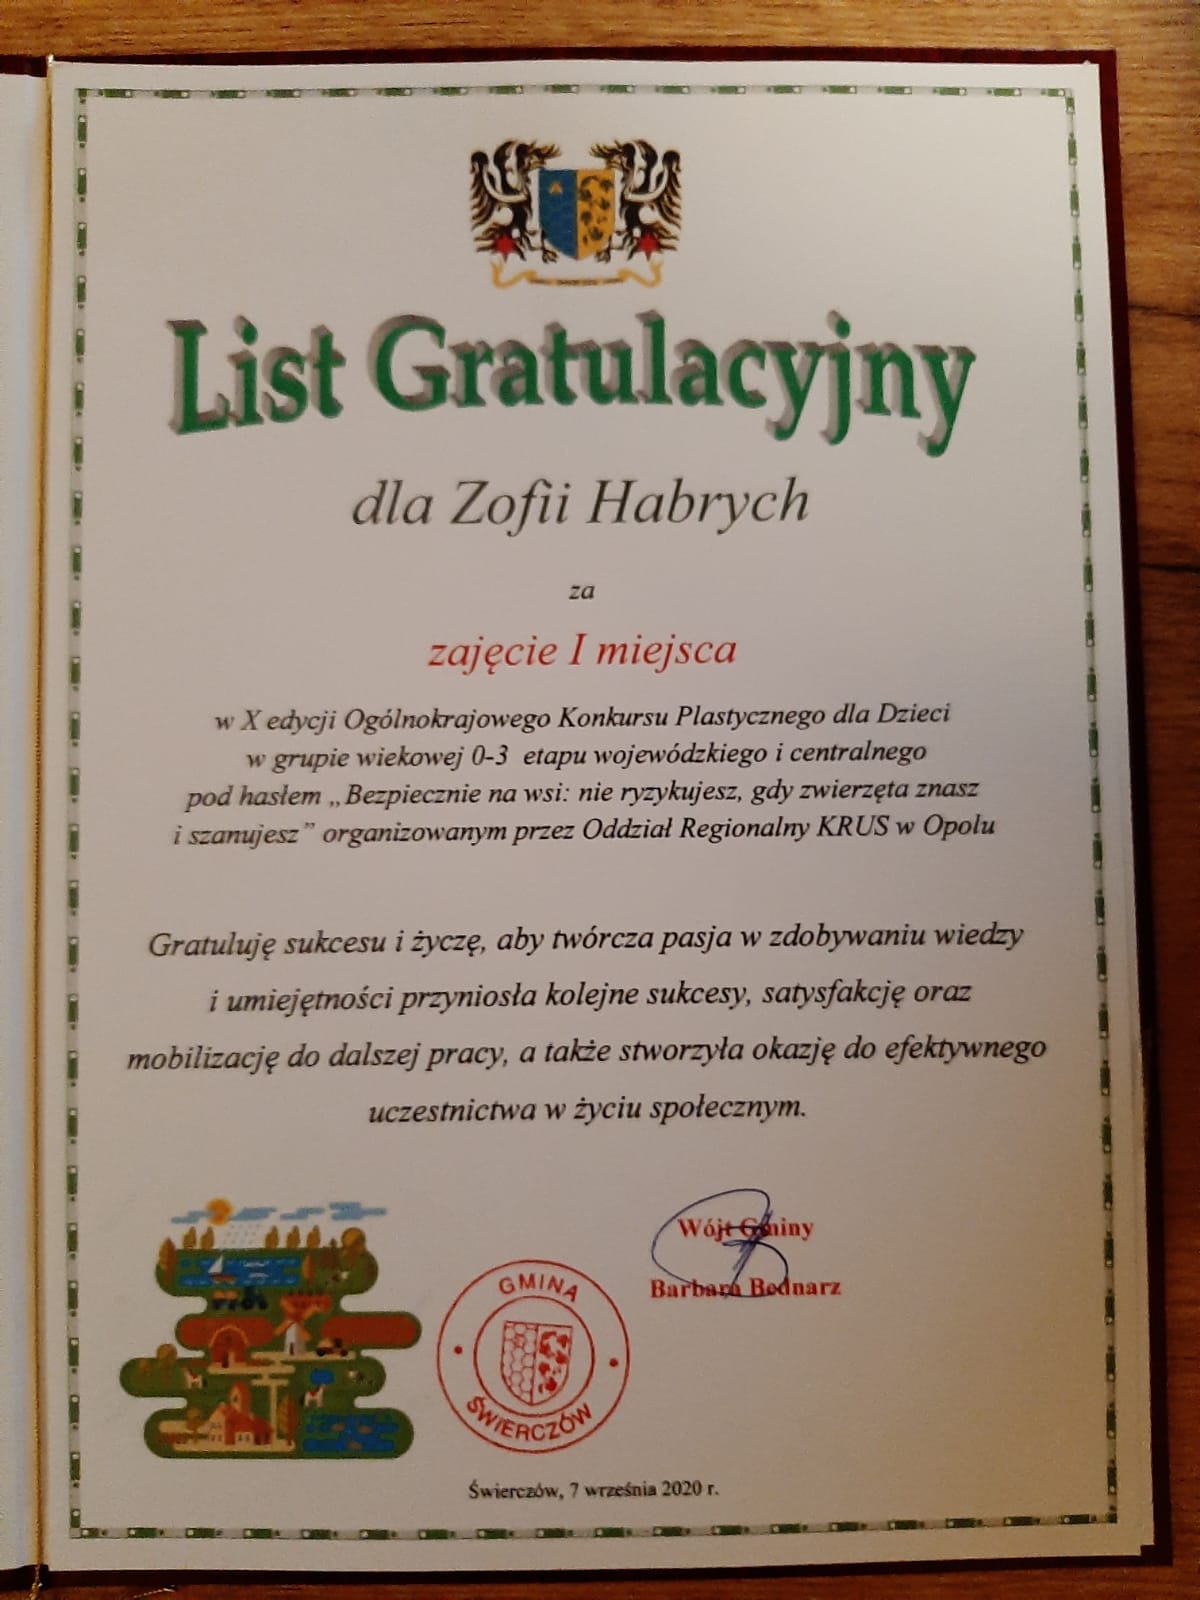 List Gratulacyjny
dla Zofii Habrych
za
zajęcie I miejsca
w X edycji Ogólnokrajowego Konkursu Plastycznego dla Dzieci
w grupie wiekowej 0-3 etapu wojewódzkiego i centralnego
pod hasłem „Bezpiecznie na wsi: nie ryzykujesz, gdy zwierzęta znasz
i szanujesz” organizowanym przez Oddział Regionalny KRUS w Opolu
Gratuluję sukcesu i życzę, aby twórcza pasja w zdobywaniu wiedzy
i umiejętności przyniosła kolejne sukcesy, satysfakcję oraz
mobilizację do dalszej pracy, a także stworzyła okazję do efektywnego
uczestnictwa w życiu społecznym.
Wójt Gminy
Barbara Bednarz
GMINA
ŚWIERCZÓW
Świerczów, 7 września 2020 r.